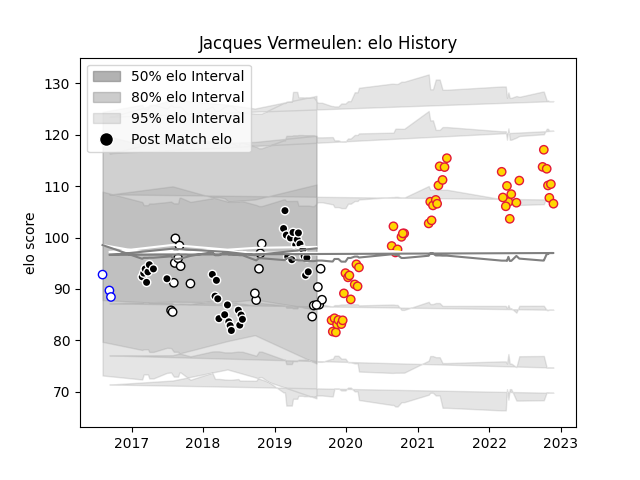 Jacques Vermeulen: elo History
50% elo Interval
80% elo Interval
95% elo Interval
Post Match elo
elo score
130
120
110
100
90
80
70
2017 2018 2019 2020 2021 2022 2023